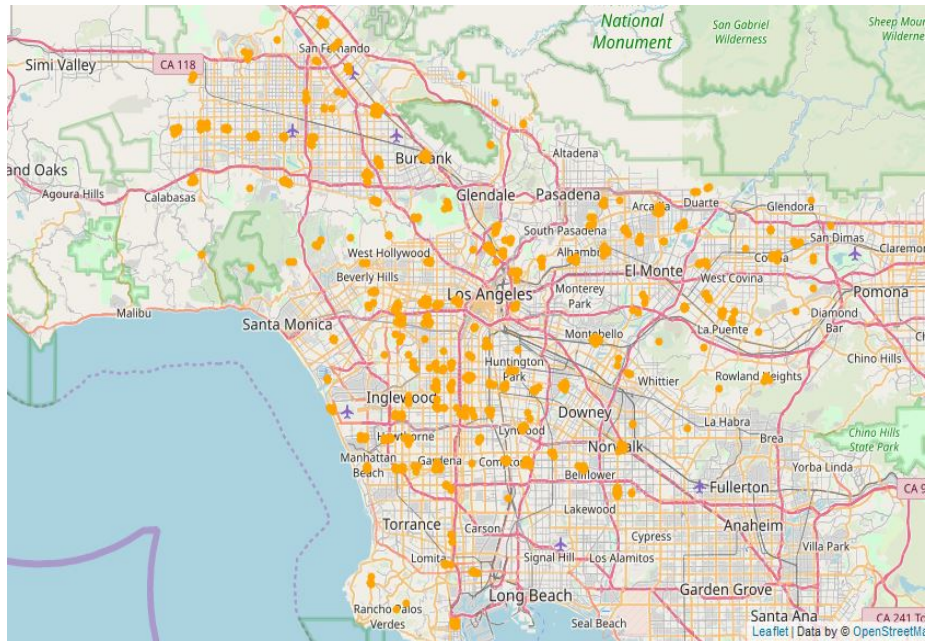 National
Monument
San Gabriel
Wilderness
Sheep Mou
Wildern
San Fernando
Simi Valley
CA 118
Altadena
Burbank
and Oaks
Agoura Hills
Calabasas
Glendale
Pasadena
Arcadia
Duarte
Glendora
South Pasadena
San Dimas
West Hollywood
Alhambra
Covina
Claremo
Beverly Hills
El Monte
West Covina
Los Angeles
Monterey
Park
Pomona
Malibu
Santa Monica
Montebello
La Puente
Diamond
Bar
Ch
Huntington
Park
Chino Hills
Whittier
Rowland Heights
Inglewood
Downey
La Habra
Lynwood
Brea
Chino Hills
State Park
Hawthorne
Norwalk
Manhattan
Beach
Gardena
Compton
Yorba Linda
Bellflower
Fullerton
CA 9
Lakewood
Torrance
Carson
Anaheim
Cypress
Villa Park
Lomita
Signal Hill
Los Alamitos
Long Beach
Garden Grove
Rancho Palos
Verdes
Santa Ana
CA 241 To
Seal Beach
Leaflet | Data by © OpenStreetMa